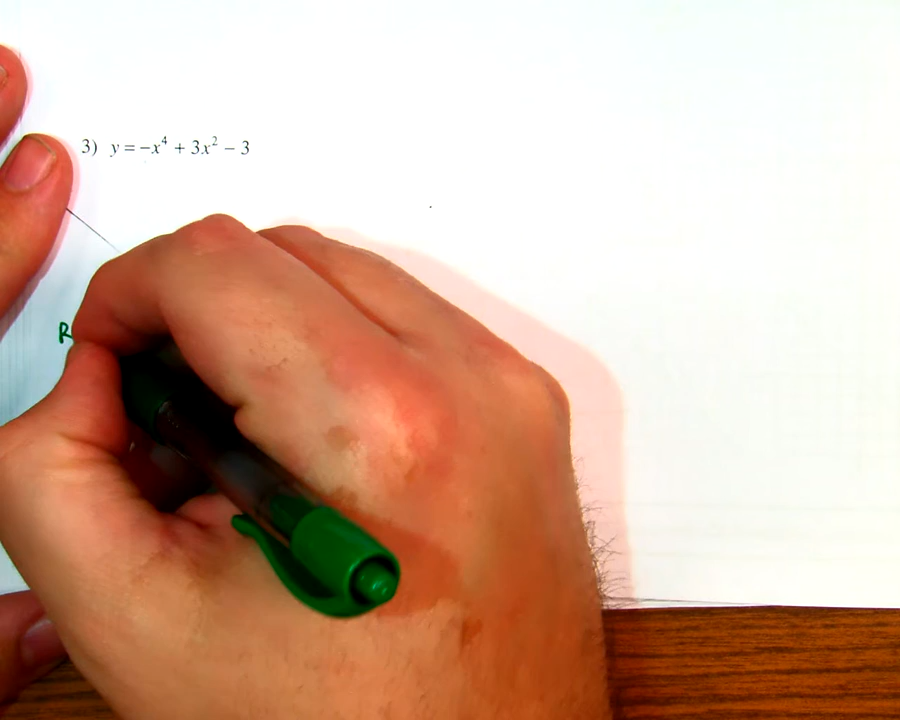 3) y = −x⁴ + 3x² − 3
R